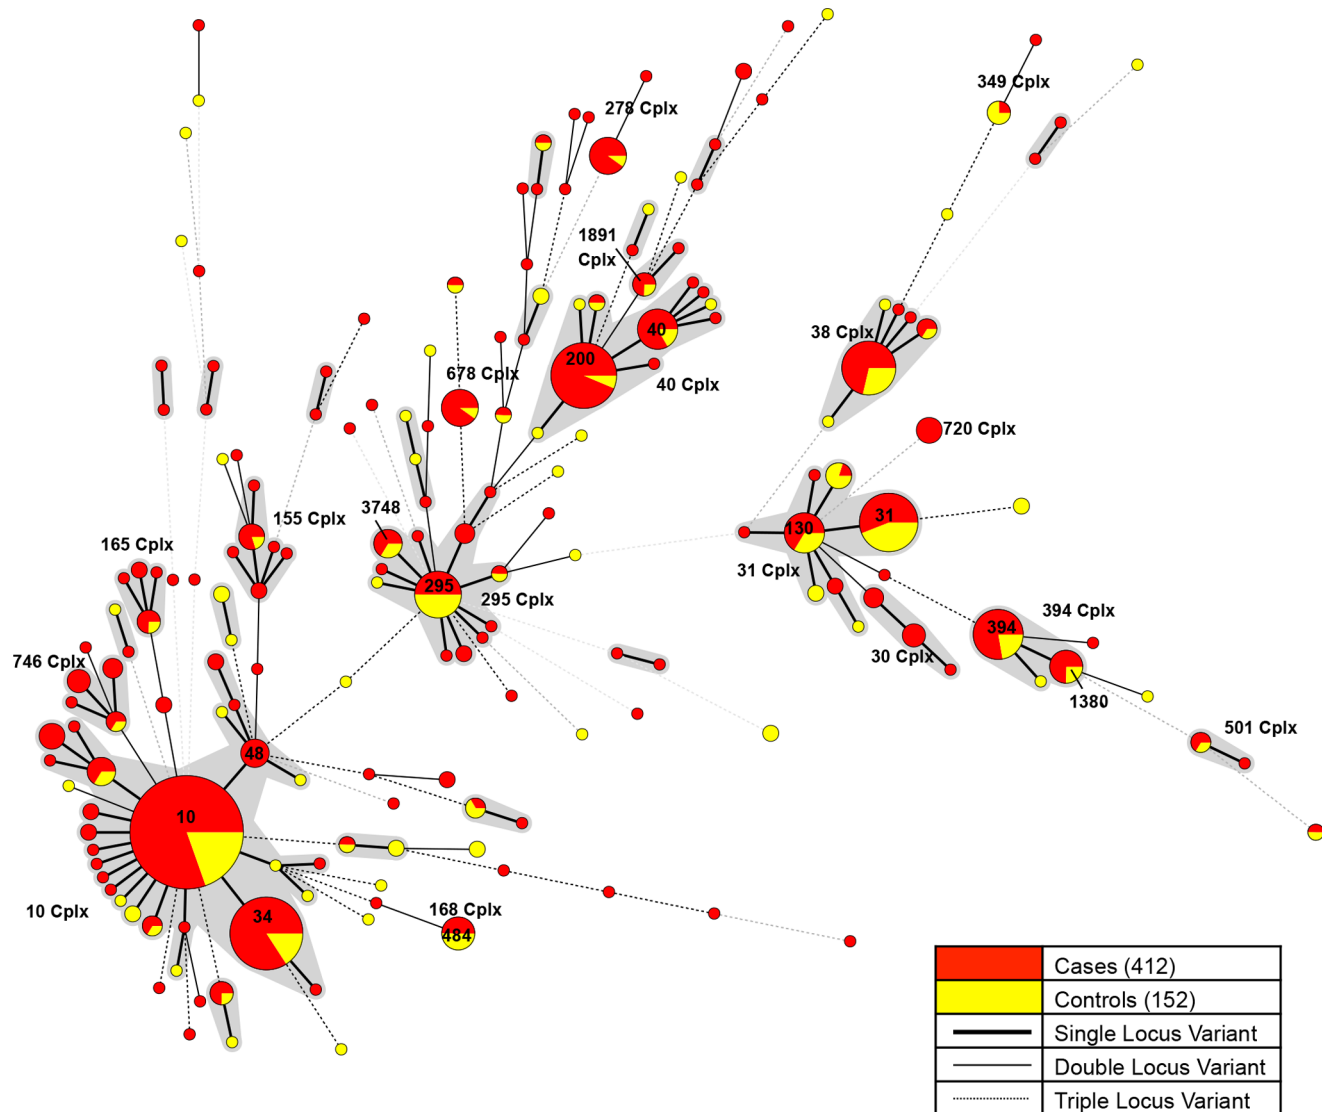 349 Cplx
278 Cplx
1891
Cplx
40
38 Cplx
200
678 Cplx
40 Cplx
720 Cplx
3748
155 Cplx
31
130
165 Cplx
31 Cplx
295
295 Cplx
394 Cplx
394
746 Cplx
30 Cplx
1380
501 Cplx
48
10
10 Cplx
34
168 Cplx
484
Cases (412)
Controls (152)
Single Locus Variant
Double Locus Variant
Triple Locus Variant